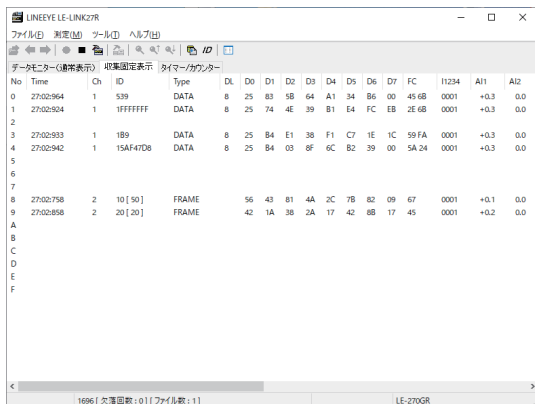 LINEEYE LE-LINK27R
ファイル(F) 測定(M) ツール(T) ヘルプ(H)
ID
データモニター(通常表示) 収集固定表示 タイマー/カウンター
No Time Ch ID Type DL D0 D1 D2 D3 D4 D5 D6 D7 FC I1234 AI1 AI2
0 27:02:964 1 539 DATA 8 25 83 5B 64 A1 34 B6 00 45 6B 0001 +0.3 0.0
1 27:02:924 1 1FFFFFFF DATA 8 25 74 4E 39 B1 E4 FC EB 2E 6B 0001 +0.3 0.0
2
3 27:02:933 1 1B9 DATA 8 25 B4 E1 38 F1 C7 1E 1C 59 FA 0001 +0.3 0.0
4 27:02:942 1 15AF47D8 DATA 8 25 B4 03 8F 6C B2 39 00 5A 24 0001 +0.3 0.0
5
6
7
8 27:02:758 2 10 [ 50 ] FRAME 56 43 81 4A 2C 7B 82 09 67 0001 +0.1 0.0
9 27:02:858 2 20 [ 20 ] FRAME 42 1A 38 2A 17 42 8B 17 45 0001 +0.2 0.0
A
B
C
D
E
F
1696 [ 欠落回数 : 0 ] [ ファイル数 : 1 ] LE-270GR